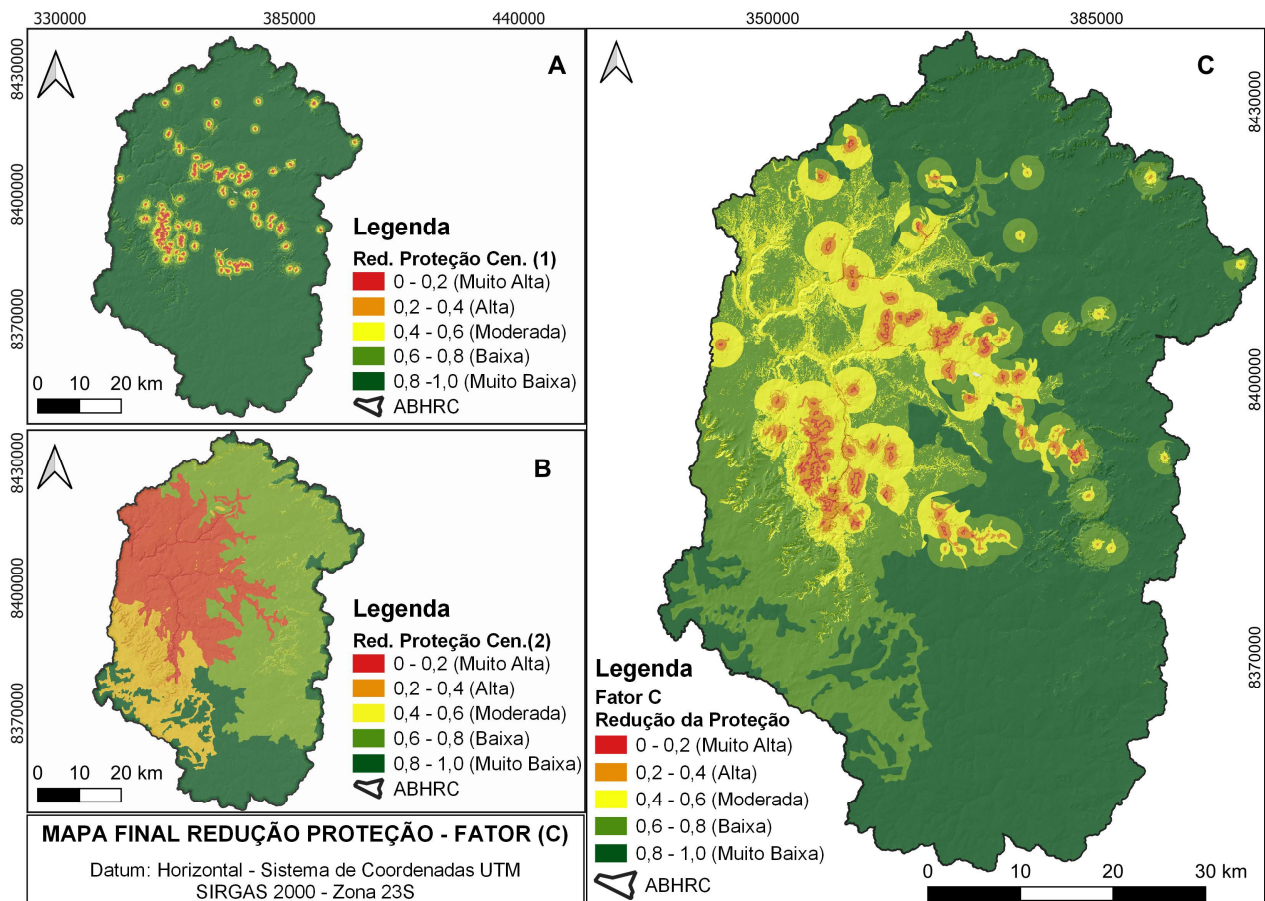 330000 385000 440000
8430000
8400000
8370000
A
Legenda
Red. Proteção Cen. (1)
0 - 0,2 (Muito Alta)
0,2 - 0,4 (Alta)
0,4 - 0,6 (Moderada)
0,6 - 0,8 (Baixa)
0,8 -1,0 (Muito Baixa)
ABHRC
0 10 20 km
8430000
8400000
8370000
B
Legenda
Red. Proteção Cen.(2)
0 - 0,2 (Muito Alta)
0,2 - 0,4 (Alta)
0,4 - 0,6 (Moderada)
0,6 - 0,8 (Baixa)
0,8 - 1,0 (Muito Baixa)
ABHRC
0 10 20 km
MAPA FINAL REDUÇÃO PROTEÇÃO - FATOR (C)
Datum: Horizontal - Sistema de Coordenadas UTM
SIRGAS 2000 - Zona 23S
350000 385000
C
8430000
8400000
8370000
Legenda
Fator C
Redução da Proteção
0 - 0,2 (Muito Alta)
0,2 - 0,4 (Alta)
0,4 - 0,6 (Moderada)
0,6 - 0,8 (Baixa)
0,8 - 1,0 (Muito Baixa)
ABHRC
0 10 20 30 km